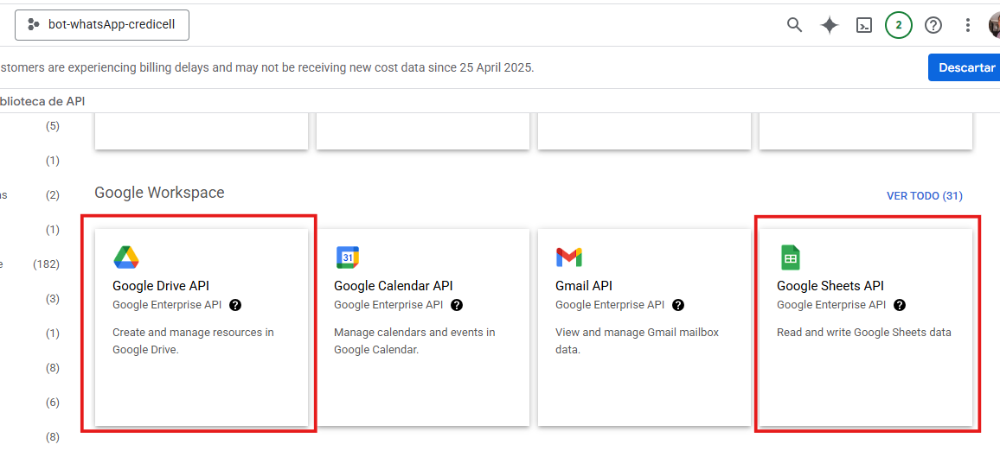 bot-whatsApp-credicell
2
stomers are experiencing billing delays and may not be receiving new cost data since 25 April 2025.
Descartar
blioteca de API
(5)
(1)
as (2)
(1)
e (182)
(3)
(1)
(8)
(6)
(8)
Google Workspace
VER TODO (31)
Google Drive API
Google Enterprise API
Create and manage resources in
Google Drive.
31
Google Calendar API
Google Enterprise API
Manage calendars and events in
Google Calendar.
Gmail API
Google Enterprise API
View and manage Gmail mailbox
data.
Google Sheets API
Google Enterprise API
Read and write Google Sheets data